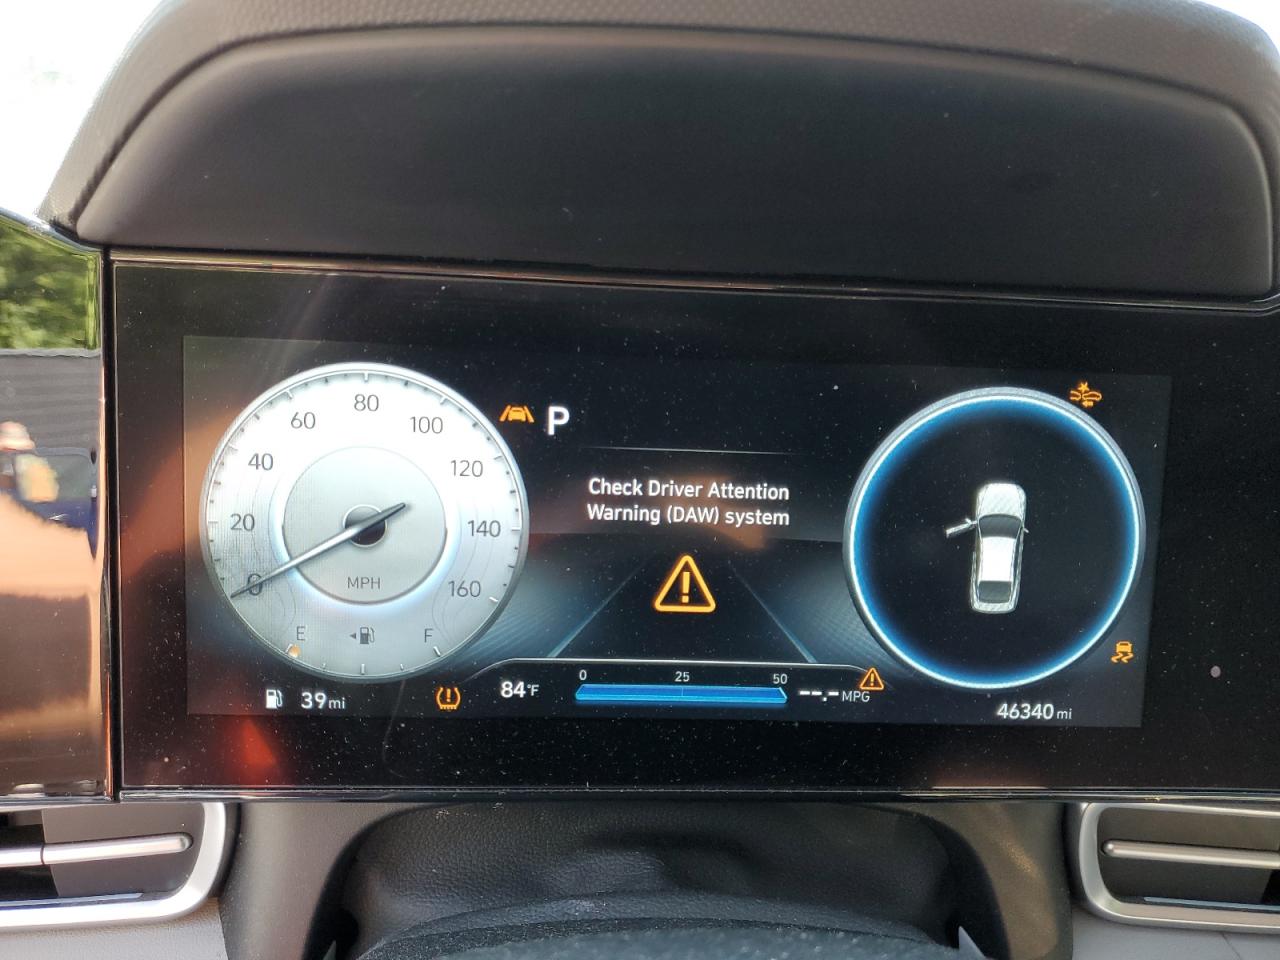 80
60
100
40
120
20
140
0
160
MPH
E
F
39mi
P
Check Driver Attention
Warning (DAW) system
84°F
0
25
50
--.- MPG
46340 mi